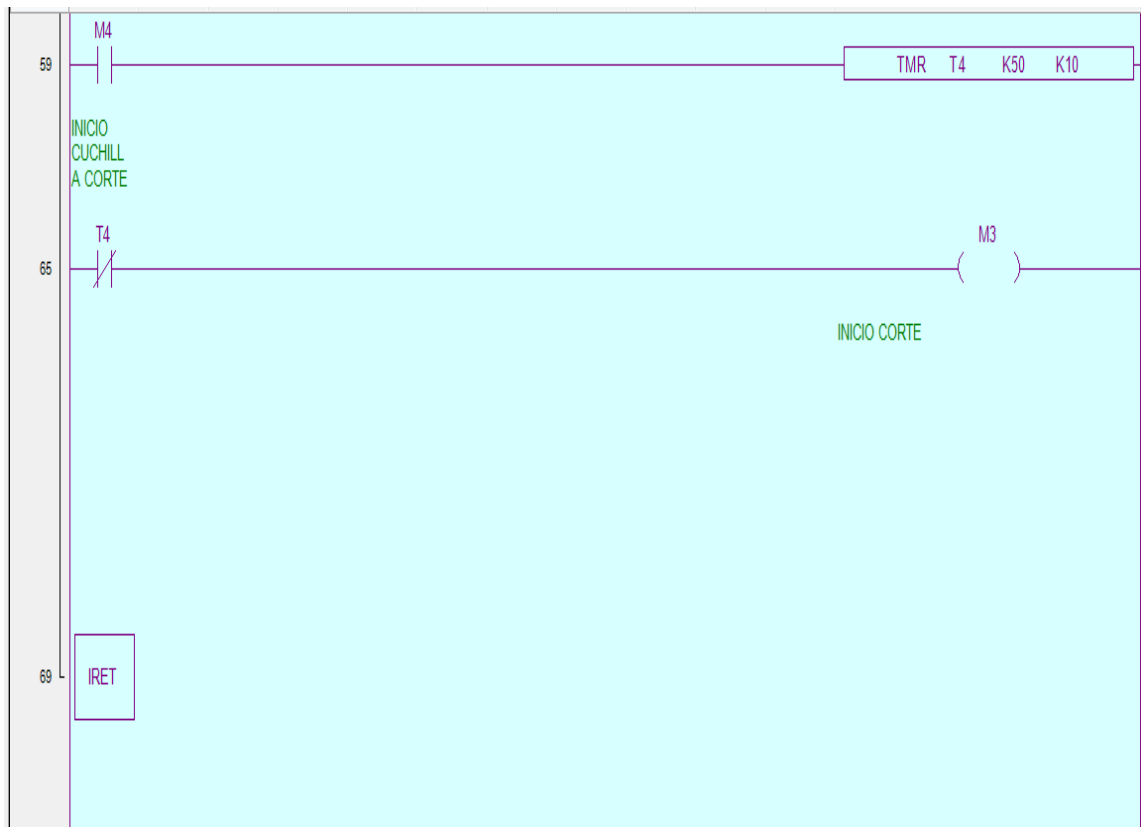 M4
59
TMR T4 K50 K10
INICIO
CUCHILL
A CORTE
T4
M3
65
INICIO CORTE
69
IRET